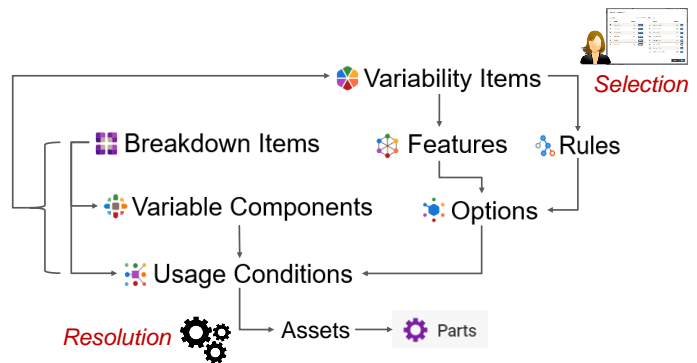 Selection
Variability Items
Breakdown Items
Features
Rules
Variable Components
Options
Usage Conditions
Resolution
Assets
Parts